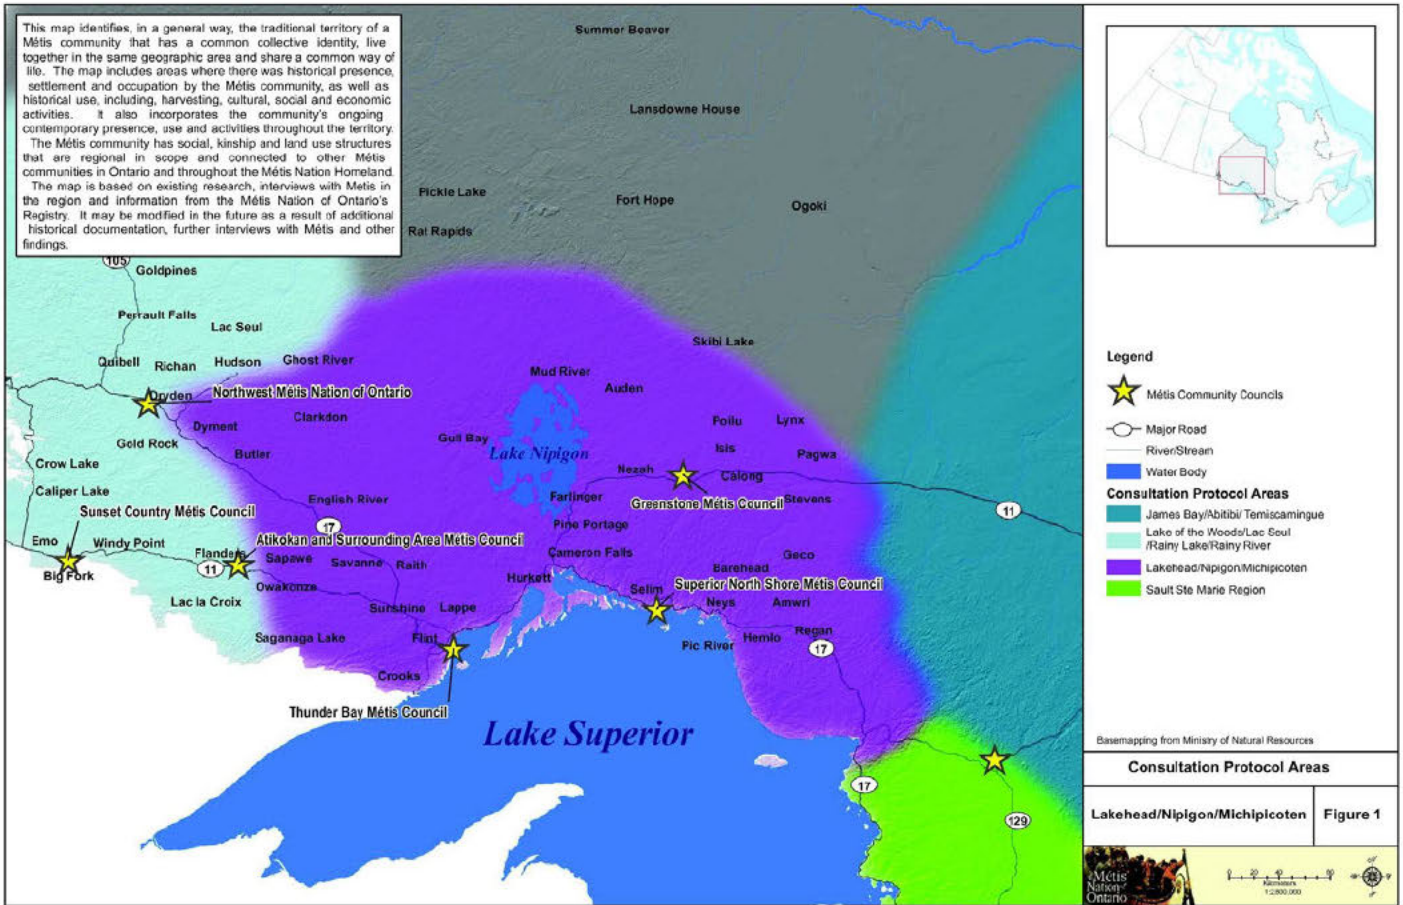 This map identifies, in a general way, the traditional territory of a
Métis community that has a common collective identity, live
together in the same geographic area and share a common way of
life. The map includes areas where there was historical presence,
settlement and occupation by the Métis community, as well as
historical use, including, harvesting, cultural, social and economic
activities. It also incorporates the community's ongoing
contemporary presence, use and activities throughout the territory.
The Métis community has social, kinship and land use structures
that are regional in scope and connected to other Métis
communities in Ontario and throughout the Métis Nation Homeland.
The map is based on existing research, interviews with Metis in
the region and information from the Métis Nation of Ontario's
Registry. It may be modified in the future as a result of additional
historical documentation, further interviews with Métis and other
findings.
Summer Beaver
Lansdowne House
Pickle Lake
Fort Hope
Ogoki
Rat Rapids
105
Goldpines
Perrault Falls
Lac Seul
Skibi Lake
Quibell
Richan
Hudson
Ghost River
Mud River
Auden
Dryden
Northwest Métis Nation of Ontario
Clarkdon
Dyment
Foilu
Lynx
Gold Rock
Gull Bay
Lake Nipigon
Isis
Pagwa
Butler
Crow Lake
Nezah
Calong
Caliper Lake
English River
Farlinger
Greenstone Métis Council
Stevens
Sunset Country Métis Council
11
17
Pine Portage
Emo
Windy Point
Flanders
Atikokan and Surrounding Area Métis Council
Cameron Falls
Geco
Big Fork
11
Sapawe
Savanne
Raith
Barehead
Owakonze
Hurkett
Selim
Superior North Shore Métis Council
Lac la Croix
Sunshine
Lappe
Neys
Amwri
Saganaga Lake
Flint
Pic River
Hemlo
Regan
17
Crooks
Thunder Bay Métis Council
Lake Superior
17
129
Legend
Métis Community Councils
Major Road
River/Stream
Water Body
Consultation Protocol Areas
James Bay/Abitibi/Temiscamingue
Lake of the Woods/Lac Seul
/Rainy Lake/Rainy River
Lakehead/Nipigon/Michipicoten
Sault Ste Marie Region
Basemapping from Ministry of Natural Resources
Consultation Protocol Areas
Lakehead/Nipigon/Michipicoten
Figure 1
Métis
Nation
Ontario
0 20 40 80
Kilometers